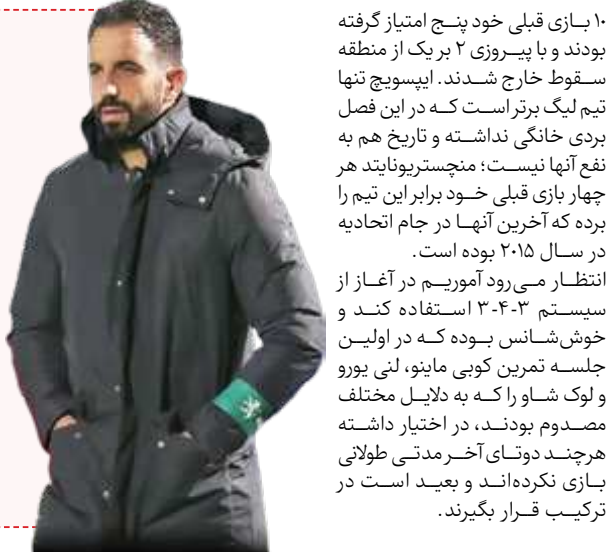 ۱۰ بازی قبلی خود پنج امتیاز گرفته
بودند و با پیروزی ۲ بر یک از منطقه
سقوط خارج شدند. ایپسویچ تنها
تیم لیگ برتر است که در این فصل
بردی خانگی نداشته و تاریخ هم به
نفع آنها نیست؛ منچستریونایتد هر
چهار بازی قبلی خود برابر این تیم را
برده که آخرین آنها در جام اتحادیه
در سال ۲۰۱۵ بوده است.
انتظار می‌رود آموریم در آغاز از
سیستم ۳-۴-۳ استفاده کند و
خوش‌شانس بوده که در اولین
جلسه تمرین کوبی ماینو، لنی یورو
و لوک شاو را که به دلایل مختلف
مصدوم بودند، در اختیار داشته
هرچند دوتای آخر مدتی طولانی
بازی نکرده‌اند و بعید است در
ترکیب قرار بگیرند.